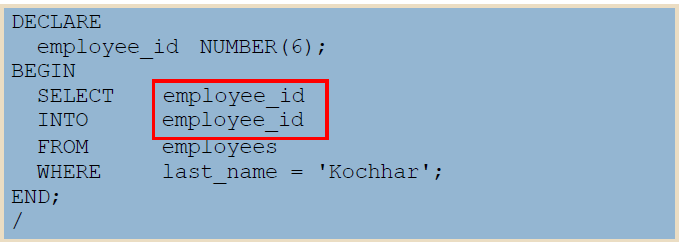 DECLARE
employee_id NUMBER(6);
BEGIN
SELECT employee_id
INTO employee_id
FROM employees
WHERE last_name = 'Kochhar';
END;
/